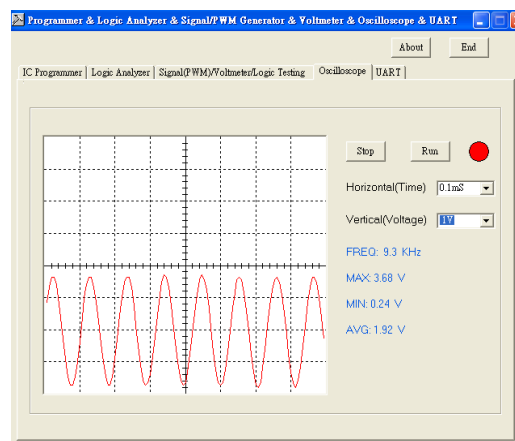 Programmer & Logic Analyzer & Signal/PWM Generator & Voltmeter & Oscilloscope & UART
About End
IC Programmer Logic Analyzer Signal(PWM)/Voltmeter/Logic Testing Oscilloscope UART
Stop Run
Horizontal(Time) 0.1mS
Vertical(Voltage) 1V
FREQ: 9.3 KHz
MAX: 3.68 V
MIN: 0.24 V
AVG: 1.92 V